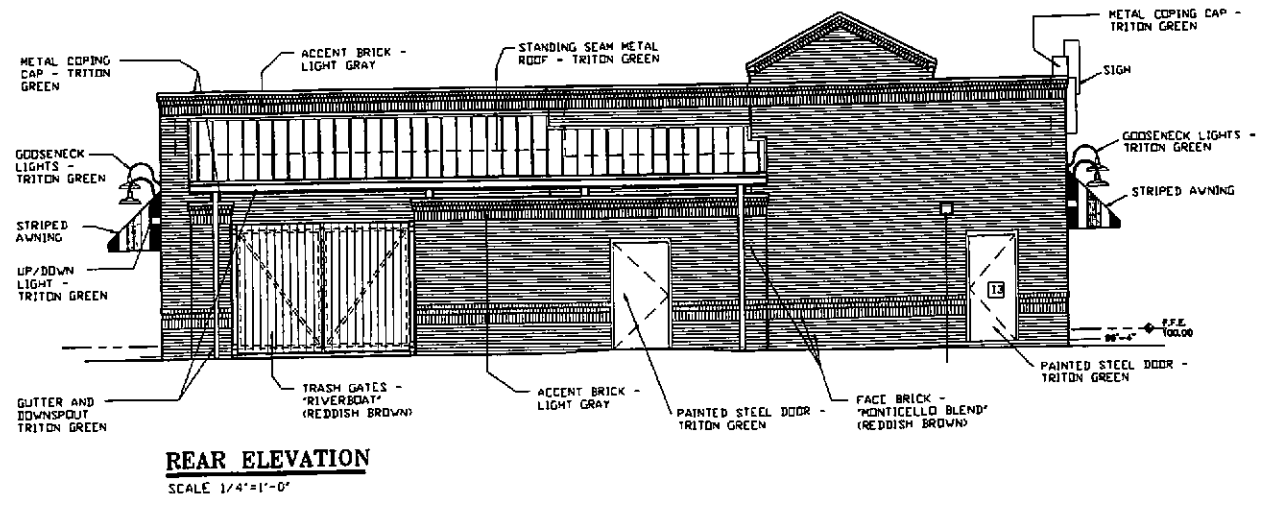 METAL COPING
CAP - TRITON
GREEN
ACCENT BRICK -
LIGHT GRAY
STANDING SEAM METAL
ROOF - TRITON GREEN
METAL COPING CAP -
TRITON GREEN
SIGN
GOOSENECK
LIGHTS -
TRITON GREEN
GOOSENECK LIGHTS -
TRITON GREEN
STRIPED AWNING
STRIPED
AWNING
UP/DOWN
LIGHT -
TRITON GREEN
13
F.F.E.
100.00
GUTTER AND
DOWNSPOUT
TRITON GREEN
TRASH GATES -
"RIVERBOAT"
(REDDISH BROWN)
ACCENT BRICK -
LIGHT GRAY
PAINTED STEEL DOOR -
TRITON GREEN
FACE BRICK -
"MONTICELLO BLEND"
(REDDISH BROWN)
PAINTED STEEL DOOR -
TRITON GREEN
REAR ELEVATION
SCALE 1/4"=1'-0"